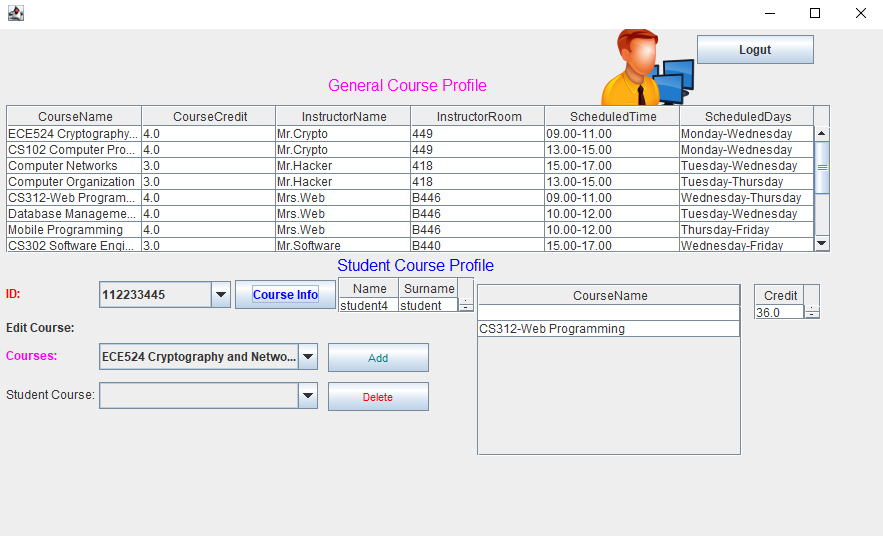 Logut
General Course Profile
CourseName CourseCredit InstructorName InstructorRoom ScheduledTime ScheduledDays
ECE524 Cryptography... 4.0 Mr.Crypto 449 09.00-11.00 Monday-Wednesday
CS102 Computer Pro... 4.0 Mr.Crypto 449 13.00-15.00 Monday-Wednesday
Computer Networks 3.0 Mr.Hacker 418 15.00-17.00 Tuesday-Wednesday
Computer Organization 3.0 Mr.Hacker 418 13.00-15.00 Tuesday-Thursday
CS312-Web Program... 4.0 Mrs.Web B446 09.00-11.00 Wednesday-Thursday
Database Manageme... 4.0 Mrs.Web B446 10.00-12.00 Tuesday-Wednesday
Mobile Programming 4.0 Mrs.Web B446 10.00-12.00 Thursday-Friday
CS302 Software Engi... 3.0 Mr.Software B440 15.00-17.00 Wednesday-Friday
Student Course Profile
ID: 112233445 Course Info
Name Surname
student4 student
CourseName
CS312-Web Programming
Credit
36.0
Edit Course:
Courses: ECE524 Cryptography and Netwo... Add
Student Course: Delete